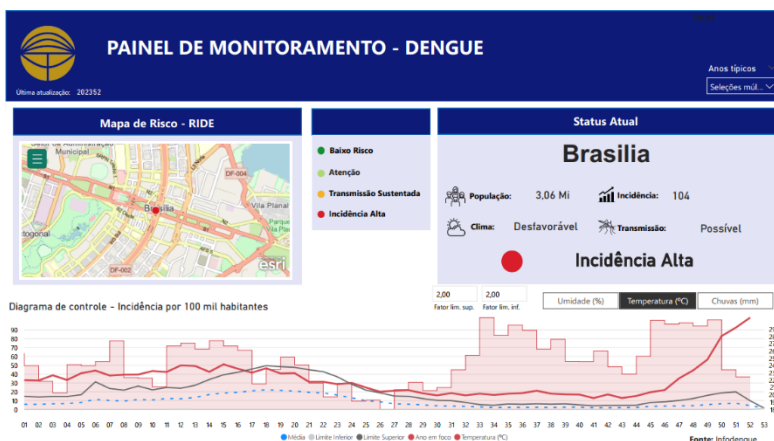 PAINEL DE MONITORAMENTO - DENGUE
Última atualização: 202352
Anos típicos
Seleções múl...
Mapa de Risco - RIDE
Municipal
DF-004
Vila Planal
Brasília
DF-002
esri
Baixo Risco
Atenção
Transmissão Sustentada
Incidência Alta
Status Atual
Brasilia
População: 3,06 Mi
Incidência: 104
Clima: Desfavorável
Transmissão: Possível
Incidência Alta
Diagrama de controle - Incidência por 100 mil habitantes
2,00
2,00
Fator lim. sup.
Fator lim. inf.
Umidade (%)
Temperatura (ºC)
Chuvas (mm)
90
80
70
60
50
40
30
20
10
0
01 02 03 04 05 06 07 08 09 10 11 12 13 14 15 16 17 18 19 20 21 22 23 24 25 26 27 28 29 30 31 32 33 34 35 36 37 38 39 40 41 42 43 44 45 46 47 48 49 50 51 52 53
Média Limite Inferior Limite Superior Ano em foco Temperatura (ºC)
Fonte: Infodengue